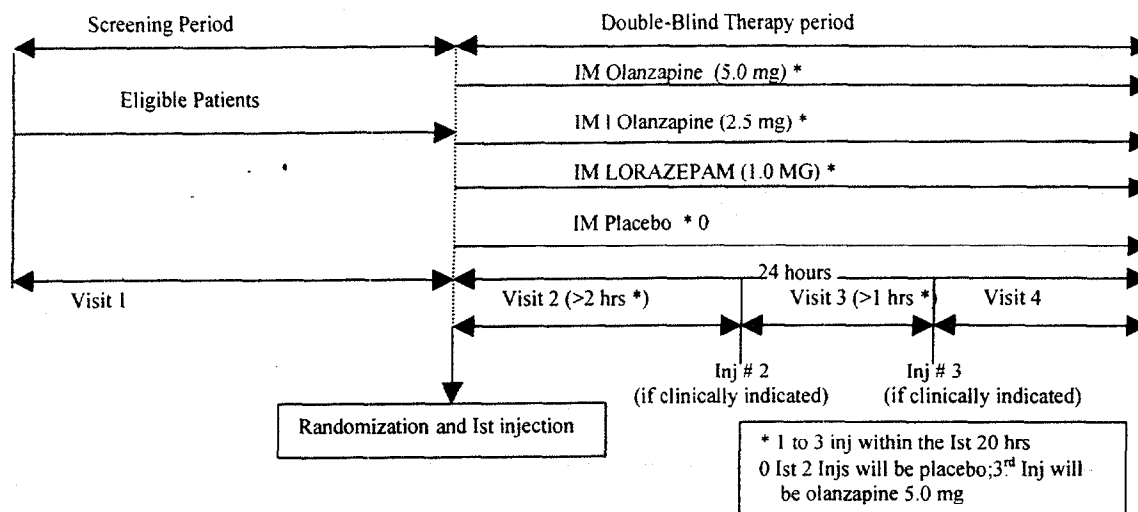 Screening Period
Double-Blind Therapy period
IM Olanzapine (5.0 mg) *
Eligible Patients
IM I Olanzapine (2.5 mg) *
IM LORAZEPAM (1.0 MG) *
IM Placebo * 0
24 hours
Visit 1
Visit 2 (>2 hrs *)
Visit 3 (>1 hrs *)
Visit 4
Inj # 2
(if clinically indicated)
Inj # 3
(if clinically indicated)
Randomization and Ist injection
* 1 to 3 inj within the Ist 20 hrs
0 Ist 2 Injs will be placebo;3rd Inj will
be olanzapine 5.0 mg